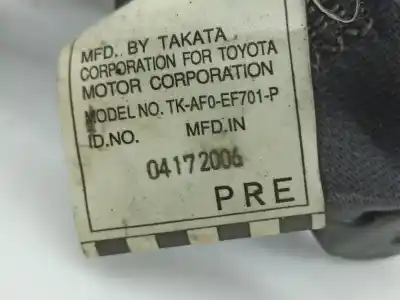 MFD. BY TAKATA
CORPORATION FOR TOYOTA
MOTOR CORPORATION
MODEL NO. TK-AF0-EF701-P
ID.NO. MFD.IN
04172006
PRE